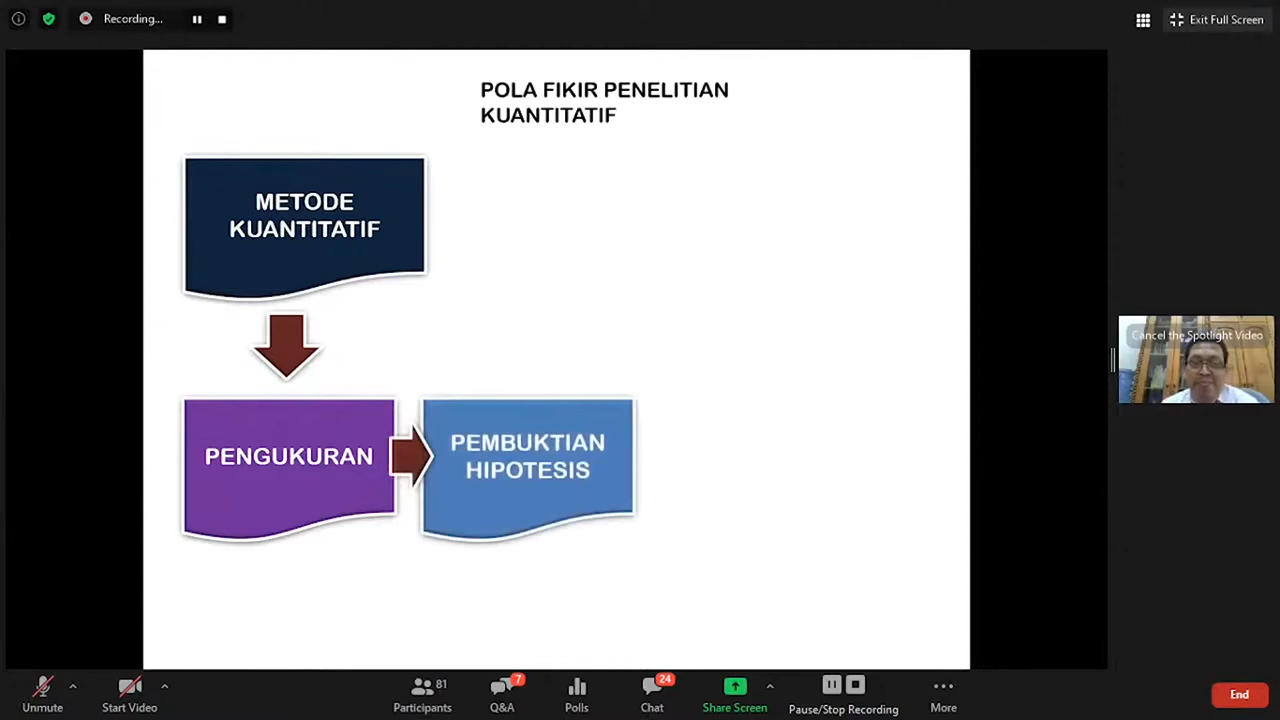 Recording...
Exit Full Screen
POLA FIKIR PENELITIAN
KUANTITATIF
METODE
KUANTITATIF
Cancel the Spotlight Video
PENGUKURAN
PEMBUKTIAN
HIPOTESIS
81
7
24
Unmute
Start Video
Participants
Q&A
Polls
Chat
Share Screen
Pause/Stop Recording
More
End